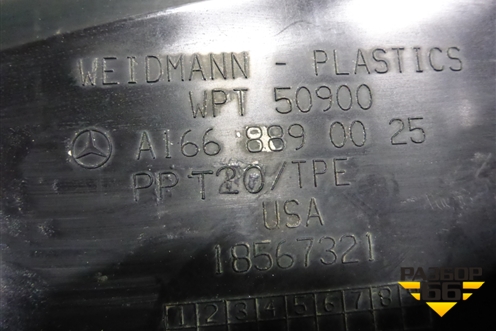 WEIDMANN - PLASTICS
WPT 50900
A166 889 00 25
PP T20/TPE
USA
18567321
1 2 3 4 5 6 7 8
РАЗБОР
66